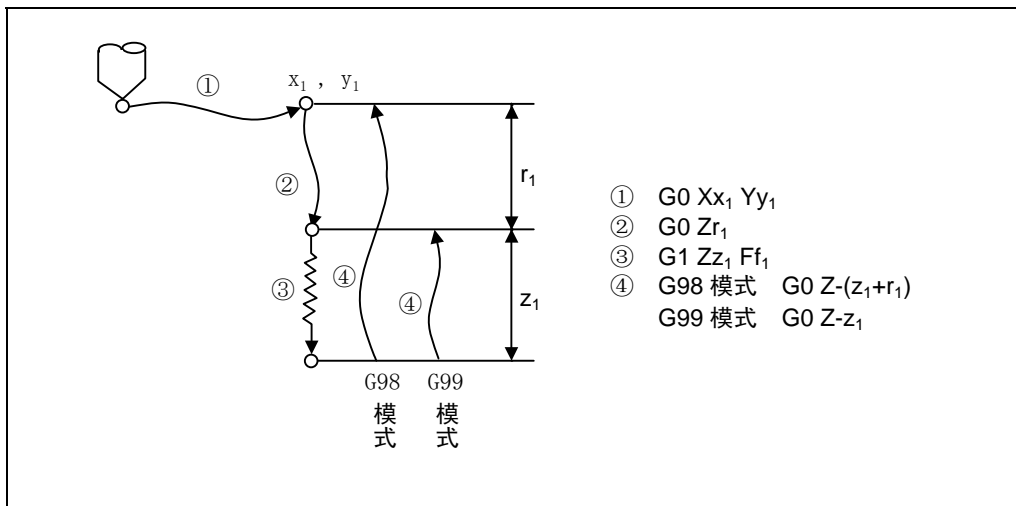 ①
x₁ , y₁
②
r₁
③
④
④
z₁
G98 模式
G99 模式
① G0 Xx₁ Yy₁
② G0 Zr₁
③ G1 Zz₁ Ff₁
④ G98 模式 G0 Z-(z₁+r₁)
G99 模式 G0 Z-z₁